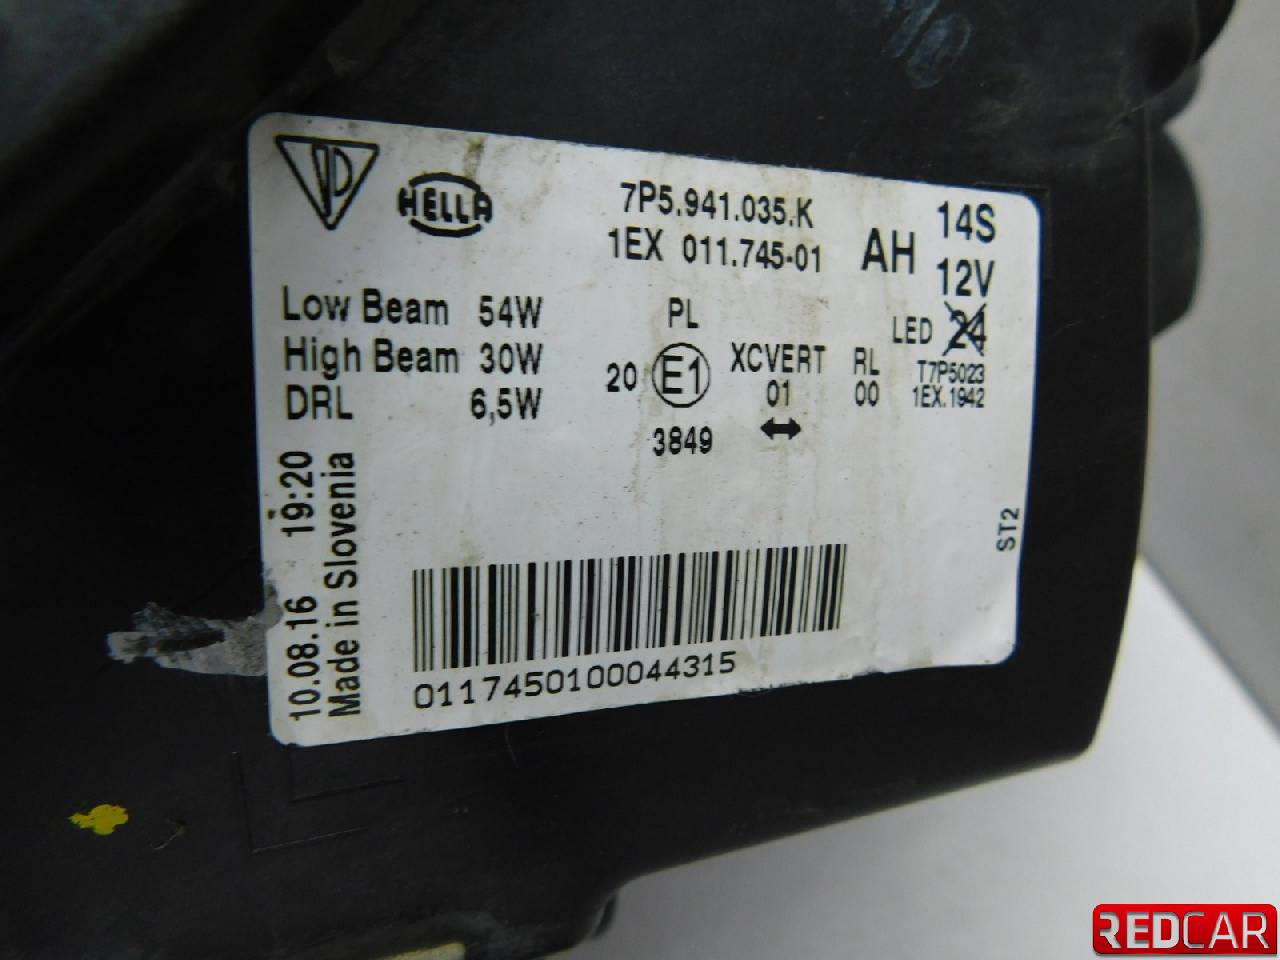 HELLA
7P5.941.035.K
1EX 011.745-01
AH
14S
12V
Low Beam 54W
High Beam 30W
DRL 6,5W
PL
20 E1
3849
XCVERT
01
RL
00
LED 24
T7P5023
1EX.1942
ST2
10.08.16 19:20
Made in Slovenia
0117450100044315
REDCAR